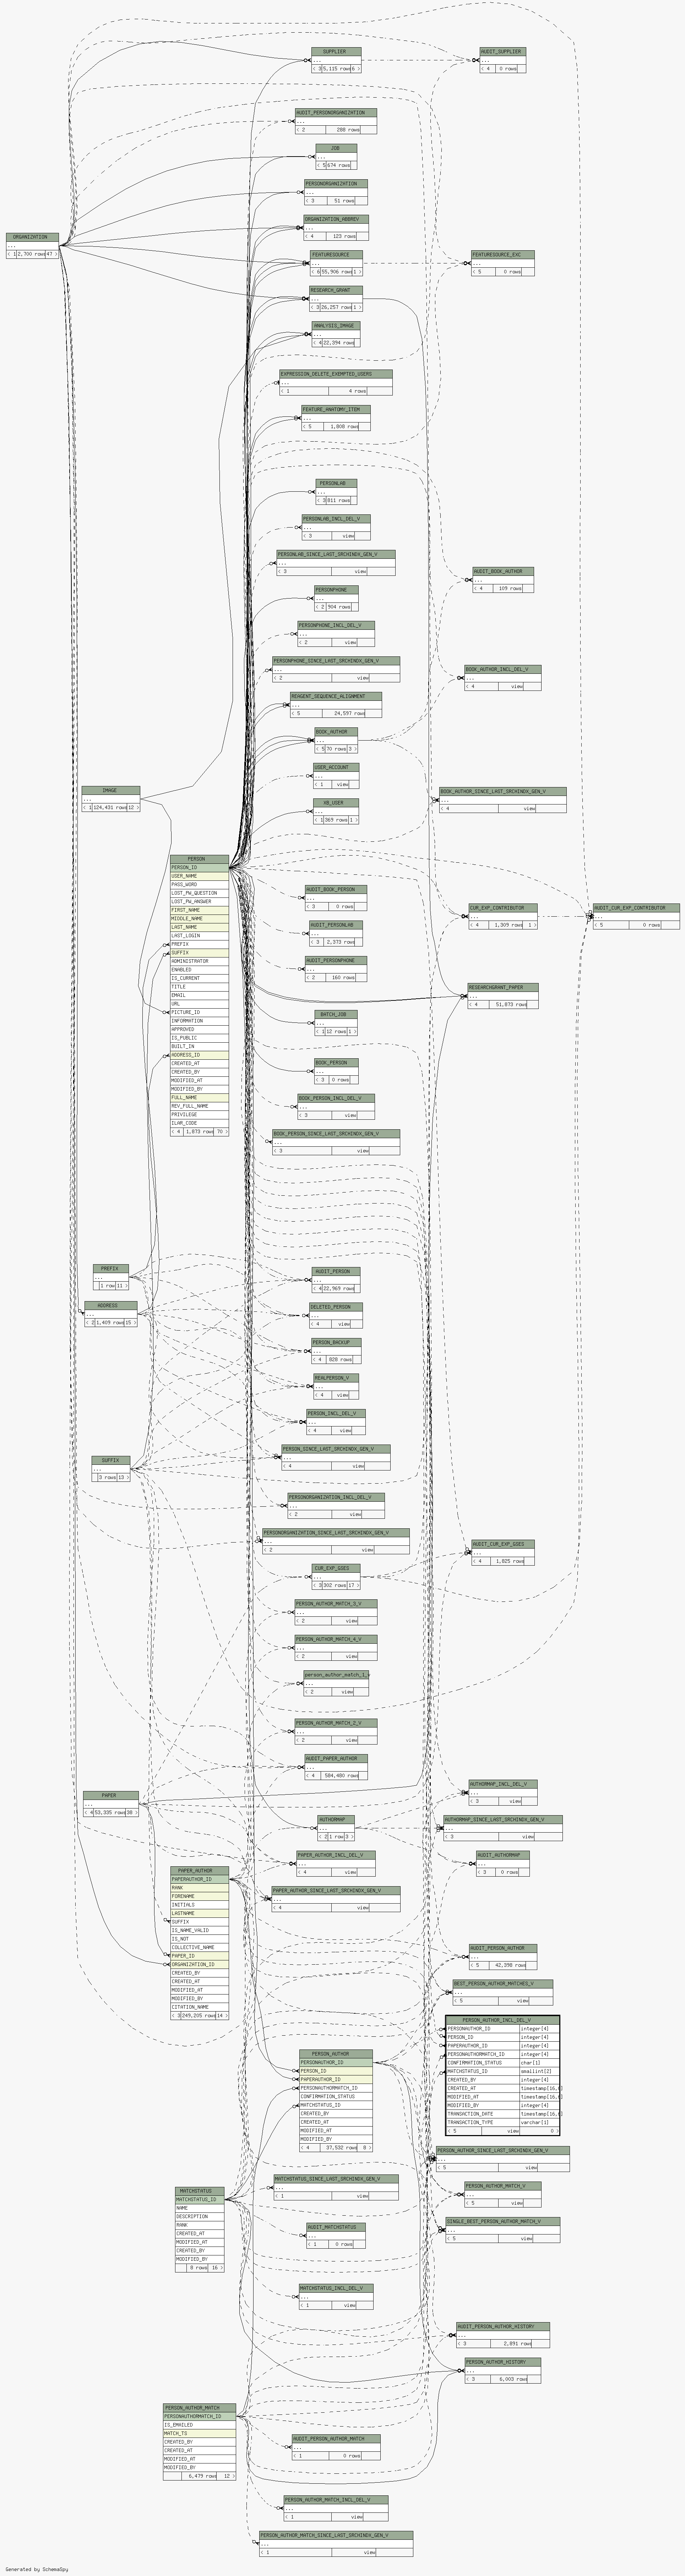 SUPPLIER
...
< 3 5,115 rows 6 >
AUDIT_SUPPLIER
...
< 4 0 rows
AUDIT_PERSONORGANIZATION
...
< 2 288 rows
JOB
...
< 5 674 rows
PERSONORGANIZATION
...
< 3 51 rows
ORGANIZATION_ABBREV
...
< 4 123 rows
ORGANIZATION
...
< 1 2,700 rows 47 >
FEATURESOURCE
...
< 6 55,906 rows 1 >
FEATURESOURCE_EXC
...
< 5 0 rows
RESEARCH_GRANT
...
< 3 26,257 rows 1 >
ANALYSIS_IMAGE
...
< 4 22,394 rows
EXPRESSION_DELETE_EXEMPTED_USERS
...
< 1 4 rows
FEATURE_ANATOMY_ITEM
...
< 5 1,808 rows
PERSONLAB
...
< 3 811 rows
PERSONLAB_INCL_DEL_V
...
< 3 view
PERSONLAB_SINCE_LAST_SRCHINDX_GEN_V
...
< 3 view
AUDIT_BOOK_AUTHOR
...
< 4 109 rows
PERSONPHONE
...
< 2 904 rows
PERSONPHONE_INCL_DEL_V
...
< 2 view
PERSONPHONE_SINCE_LAST_SRCHINDX_GEN_V
...
< 2 view
BOOK_AUTHOR_INCL_DEL_V
...
< 4 view
REAGENT_SEQUENCE_ALIGNMENT
...
< 5 24,597 rows
BOOK_AUTHOR
...
< 5 70 rows 3 >
USER_ACCOUNT
...
< 1 view
IMAGE
...
< 1 124,431 rows 12 >
BOOK_AUTHOR_SINCE_LAST_SRCHINDX_GEN_V
...
< 4 view
XB_USER
...
< 1 369 rows 1 >
PERSON
PERSON_ID
USER_NAME
PASS_WORD
LOST_PW_QUESTION
LOST_PW_ANSWER
FIRST_NAME
MIDDLE_NAME
LAST_NAME
LAST_LOGIN
PREFIX
SUFFIX
ADMINISTRATOR
ENABLED
IS_CURRENT
TITLE
EMAIL
URL
PICTURE_ID
INFORMATION
APPROVED
IS_PUBLIC
BUILT_IN
ADDRESS_ID
CREATED_AT
CREATED_BY
MODIFIED_AT
MODIFIED_BY
FULL_NAME
REV_FULL_NAME
PRIVILEGE
ILAR_CODE
< 4 1,873 rows 70 >
AUDIT_BOOK_PERSON
...
< 3 0 rows
CUR_EXP_CONTRIBUTOR
...
< 4 1,309 rows 1 >
AUDIT_CUR_EXP_CONTRIBUTOR
...
< 5 0 rows
AUDIT_PERSONLAB
...
< 3 2,373 rows
AUDIT_PERSONPHONE
...
< 2 160 rows
RESEARCHGRANT_PAPER
...
< 4 51,873 rows
BATCH_JOB
...
< 1 12 rows 1 >
BOOK_PERSON
...
< 3 0 rows
BOOK_PERSON_INCL_DEL_V
...
< 3 view
BOOK_PERSON_SINCE_LAST_SRCHINDX_GEN_V
...
< 3 view
PREFIX
...
1 row 11 >
AUDIT_PERSON
...
< 4 22,969 rows
ADDRESS
...
< 2 1,409 rows 15 >
DELETED_PERSON
...
< 4 view
PERSON_BACKUP
...
< 4 828 rows
REALPERSON_V
...
< 4 view
PERSON_INCL_DEL_V
...
< 4 view
SUFFIX
...
3 rows 13 >
PERSON_SINCE_LAST_SRCHINDX_GEN_V
...
< 4 view
PERSONORGANIZATION_INCL_DEL_V
...
< 2 view
PERSONORGANIZATION_SINCE_LAST_SRCHINDX_GEN_V
...
< 2 view
AUDIT_CUR_EXP_GSES
...
< 4 1,825 rows
CUR_EXP_GSES
...
< 3 302 rows 17 >
PERSON_AUTHOR_MATCH_3_V
...
< 2 view
PERSON_AUTHOR_MATCH_4_V
...
< 2 view
person_author_match_1_v
...
< 2 view
PERSON_AUTHOR_MATCH_2_V
...
< 2 view
AUDIT_PAPER_AUTHOR
...
< 4 584,480 rows
PAPER
...
< 4 53,335 rows 38 >
AUTHORMAP_INCL_DEL_V
...
< 3 view
AUTHORMAP
...
< 2 1 row 3 >
AUTHORMAP_SINCE_LAST_SRCHINDX_GEN_V
...
< 3 view
PAPER_AUTHOR_INCL_DEL_V
...
< 4 view
AUDIT_AUTHORMAP
...
< 3 0 rows
PAPER_AUTHOR
PAPERAUTHOR_ID
RANK
FORENAME
INITIALS
LASTNAME
SUFFIX
IS_NAME_VALID
IS_NOT
COLLECTIVE_NAME
PAPER_ID
ORGANIZATION_ID
CREATED_BY
CREATED_AT
MODIFIED_AT
MODIFIED_BY
CITATION_NAME
< 3 249,205 rows 14 >
PAPER_AUTHOR_SINCE_LAST_SRCHINDX_GEN_V
...
< 4 view
AUDIT_PERSON_AUTHOR
...
< 5 42,398 rows
BEST_PERSON_AUTHOR_MATCHES_V
...
< 5 view
PERSON_AUTHOR_INCL_DEL_V
PERSONAUTHOR_ID integer[4]
PERSON_ID integer[4]
PAPERAUTHOR_ID integer[4]
PERSONAUTHORMATCH_ID integer[4]
CONFIRMATION_STATUS char[1]
MATCHSTATUS_ID smallint[2]
CREATED_BY integer[4]
CREATED_AT timestamp[16,6]
MODIFIED_AT timestamp[16,6]
MODIFIED_BY integer[4]
TRANSACTION_DATE timestamp[16,6]
TRANSACTION_TYPE varchar[1]
< 5 view 0 >
PERSON_AUTHOR
PERSONAUTHOR_ID
PERSON_ID
PAPERAUTHOR_ID
PERSONAUTHORMATCH_ID
CONFIRMATION_STATUS
MATCHSTATUS_ID
CREATED_BY
CREATED_AT
MODIFIED_AT
MODIFIED_BY
< 4 37,532 rows 8 >
PERSON_AUTHOR_SINCE_LAST_SRCHINDX_GEN_V
...
< 5 view
MATCHSTATUS
MATCHSTATUS_ID
NAME
DESCRIPTION
RANK
CREATED_AT
MODIFIED_AT
CREATED_BY
MODIFIED_BY
8 rows 16 >
MATCHSTATUS_SINCE_LAST_SRCHINDX_GEN_V
...
< 1 view
PERSON_AUTHOR_MATCH_V
...
< 5 view
AUDIT_MATCHSTATUS
...
< 1 0 rows
SINGLE_BEST_PERSON_AUTHOR_MATCH_V
...
< 5 view
MATCHSTATUS_INCL_DEL_V
...
< 1 view
AUDIT_PERSON_AUTHOR_HISTORY
...
< 3 2,891 rows
PERSON_AUTHOR_HISTORY
...
< 3 6,003 rows
PERSON_AUTHOR_MATCH
PERSONAUTHORMATCH_ID
IS_EMAILED
MATCH_TS
CREATED_BY
CREATED_AT
MODIFIED_AT
MODIFIED_BY
6,479 rows 12 >
AUDIT_PERSON_AUTHOR_MATCH
...
< 1 0 rows
PERSON_AUTHOR_MATCH_INCL_DEL_V
...
< 1 view
PERSON_AUTHOR_MATCH_SINCE_LAST_SRCHINDX_GEN_V
...
< 1 view
Generated by SchemaSpy